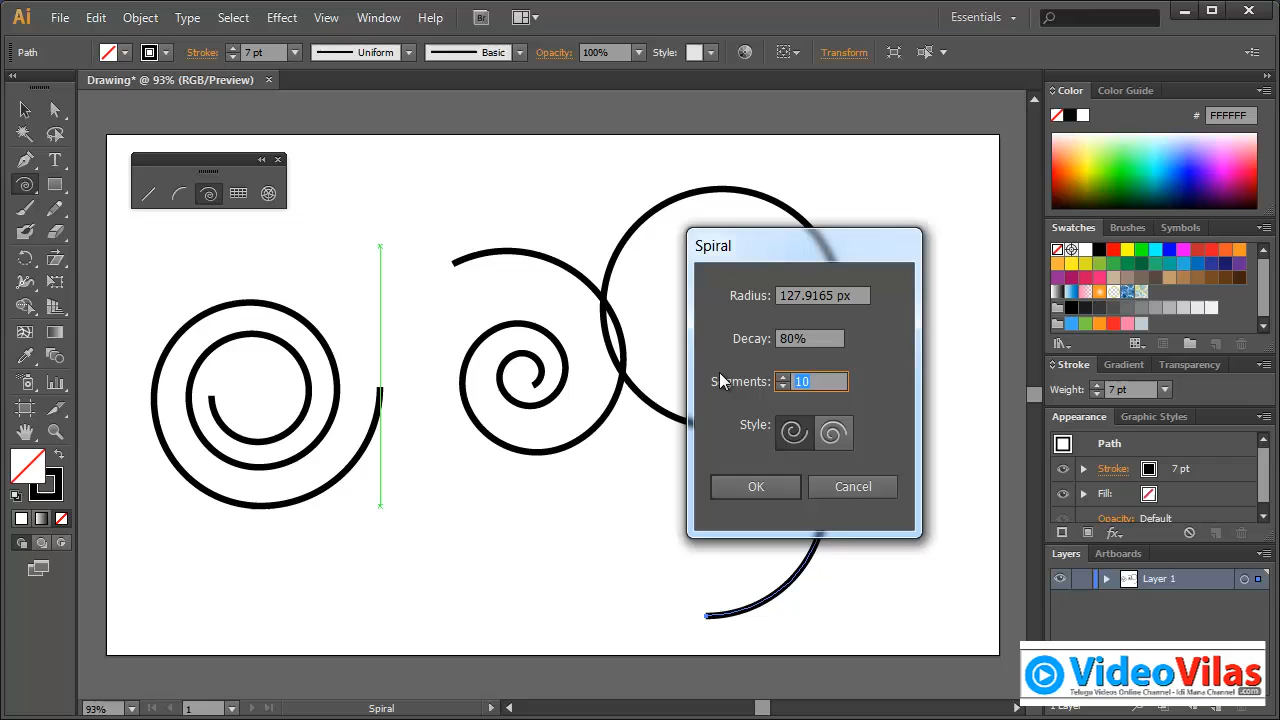 Ai File Edit Object Type Select Effect View Window Help Br Essentials
Path Stroke: 7 pt Uniform Basic Opacity: 100% Style: Transform
Drawing* @ 93% (RGB/Preview)
Color Color Guide
# FFFFFF
Swatches Brushes Symbols
Spiral
Radius: 127.9165 px
Decay: 80%
Segments: 10
Style:
OK Cancel
Stroke Gradient Transparency
Weight: 7 pt
Appearance Graphic Styles
Path
Stroke: 7 pt
Fill:
Opacity: Default
fx
Layers Artboards
Layer 1
VideoVilas
.com
Telugu Videos Online Channel - Idi Mana Channel
93% 1 Spiral